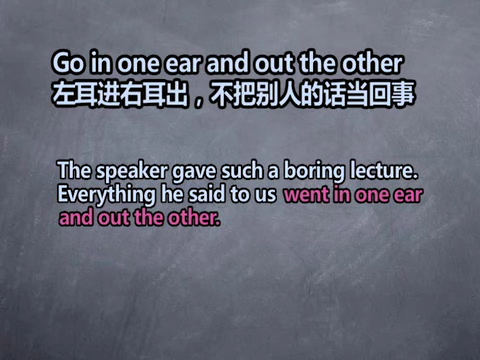 Go in one ear and out the other
左耳进右耳出，不把别人的话当回事
The speaker gave such a boring lecture.
Everything he said to us went in one ear
and out the other.